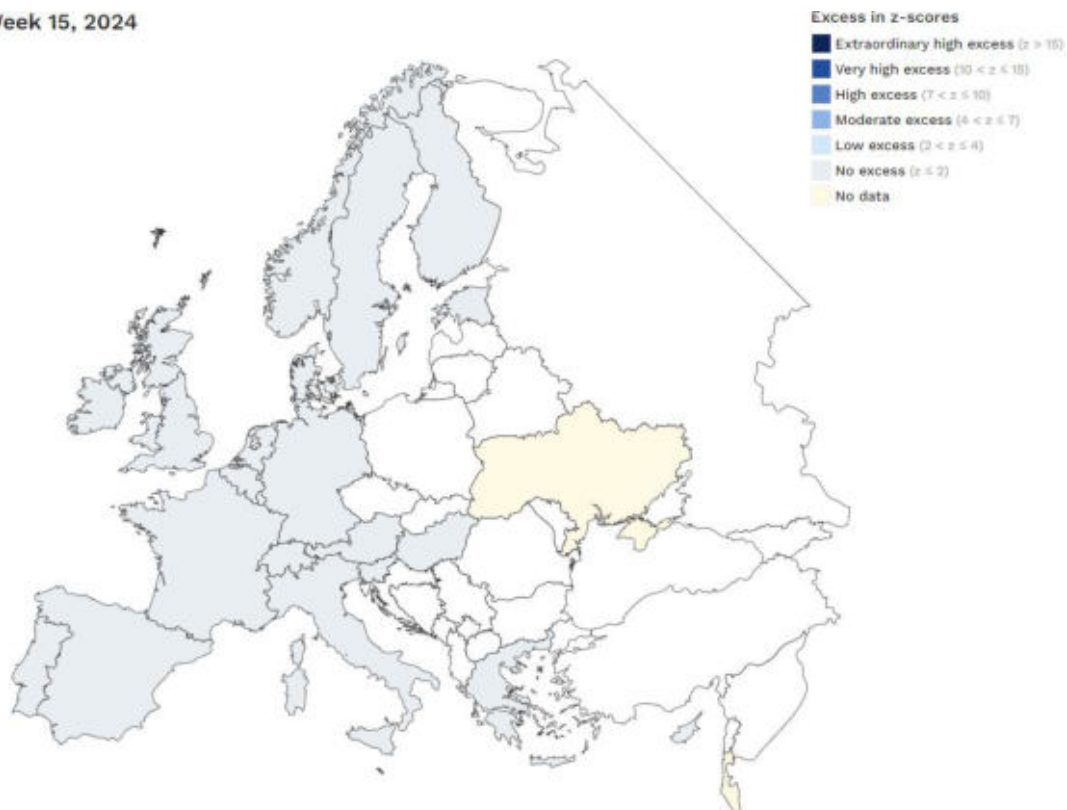 Week 15, 2024
Excess in z-scores
Extraordinary high excess (z > 15)
Very high excess (10 < z ≤ 15)
High excess (7 < z ≤ 10)
Moderate excess (4 < z ≤ 7)
Low excess (2 < z ≤ 4)
No excess (z ≤ 2)
No data